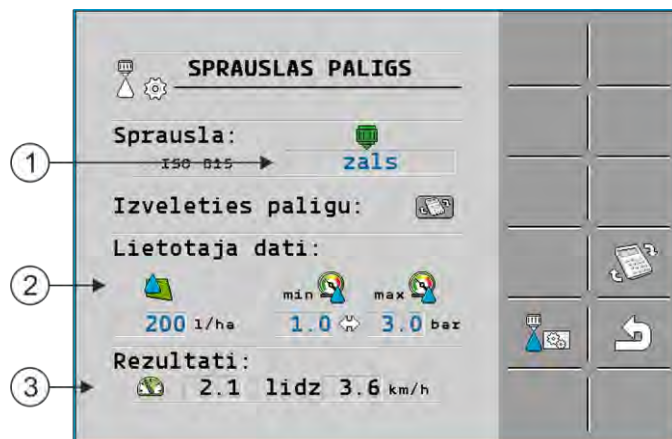 SPRAUSLAS PALIGS
Sprausla:
ISO 015
zals
Izveleties paligu:
Lietotaja dati:
min max
200 l/ha 1.0 3.0 bar
Rezultati:
2.1 lidz 3.6 km/h
1
2
3